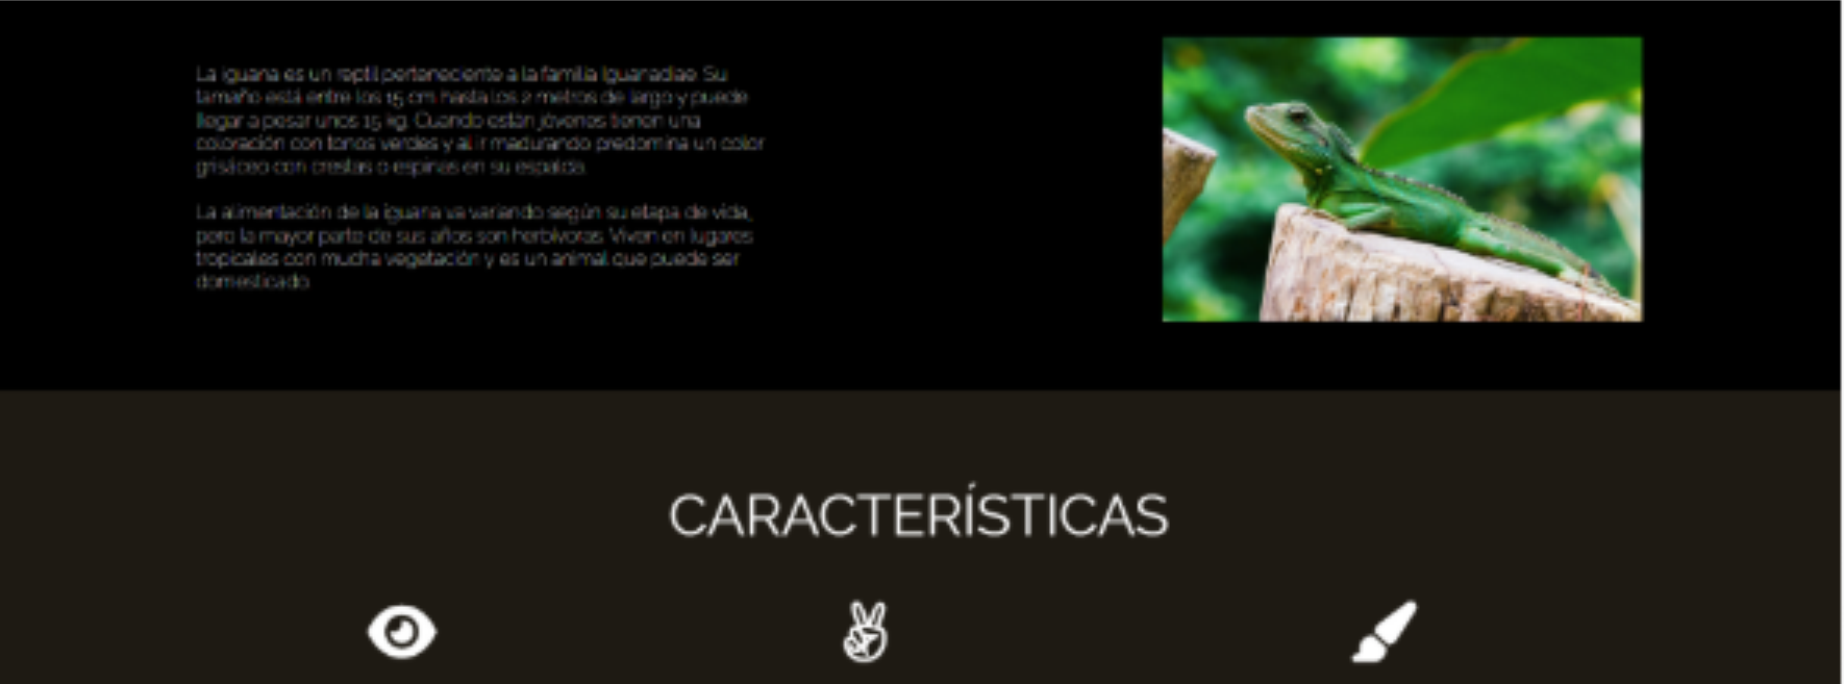 La iguana es un reptil perteneciente a la familia Iguanadiae. Su
tamaño está entre los 15 cm hasta los 2 metros de largo y puede
llegar a pesar unos 15 kg. Cuando están jóvenes tienen una
coloración con tonos verdes y al ir madurando predomina un color
grisáceo con crestas o espinas en su espalda.
La alimentación de la iguana va variando según su etapa de vida,
pero la mayor parte de sus años son herbívoras. Viven en lugares
tropicales con mucha vegetación y es un animal que puede ser
domesticado.
CARACTERÍSTICAS